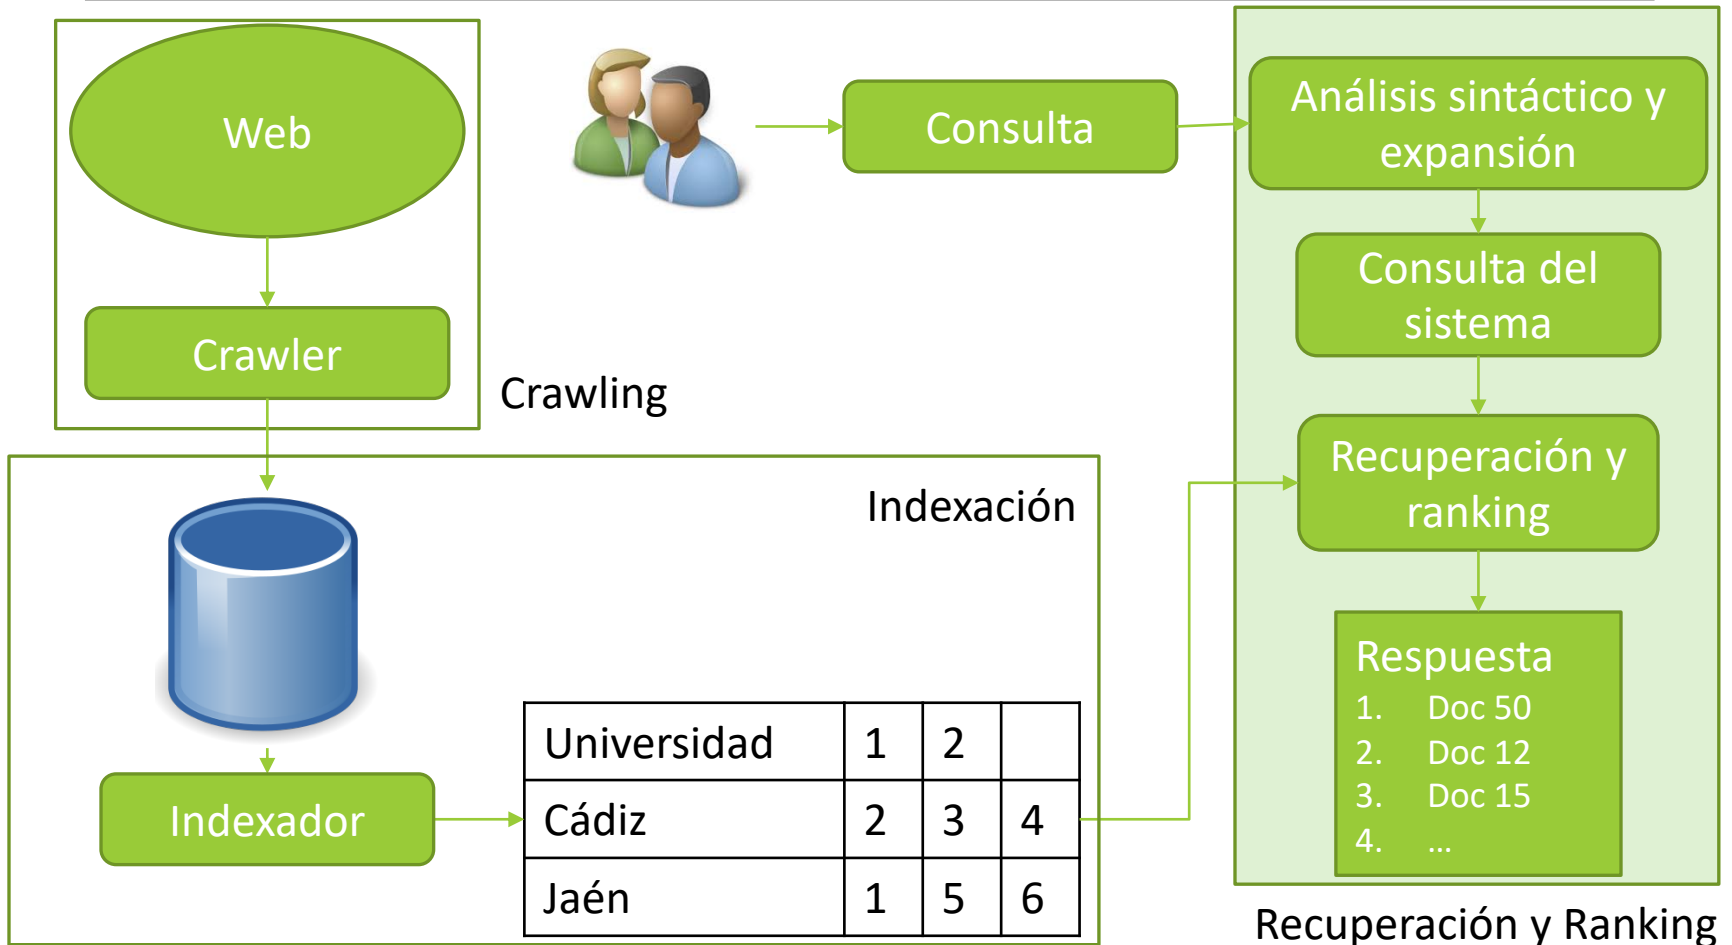 Web
Crawler
Crawling
Consulta
Análisis sintáctico y
expansión
Consulta del
sistema
Recuperación y
ranking
Respuesta
1. Doc 50
2. Doc 12
3. Doc 15
4. …
Recuperación y Ranking
Indexación
Indexador
Universidad 1 2
Cádiz 2 3 4
Jaén 1 5 6